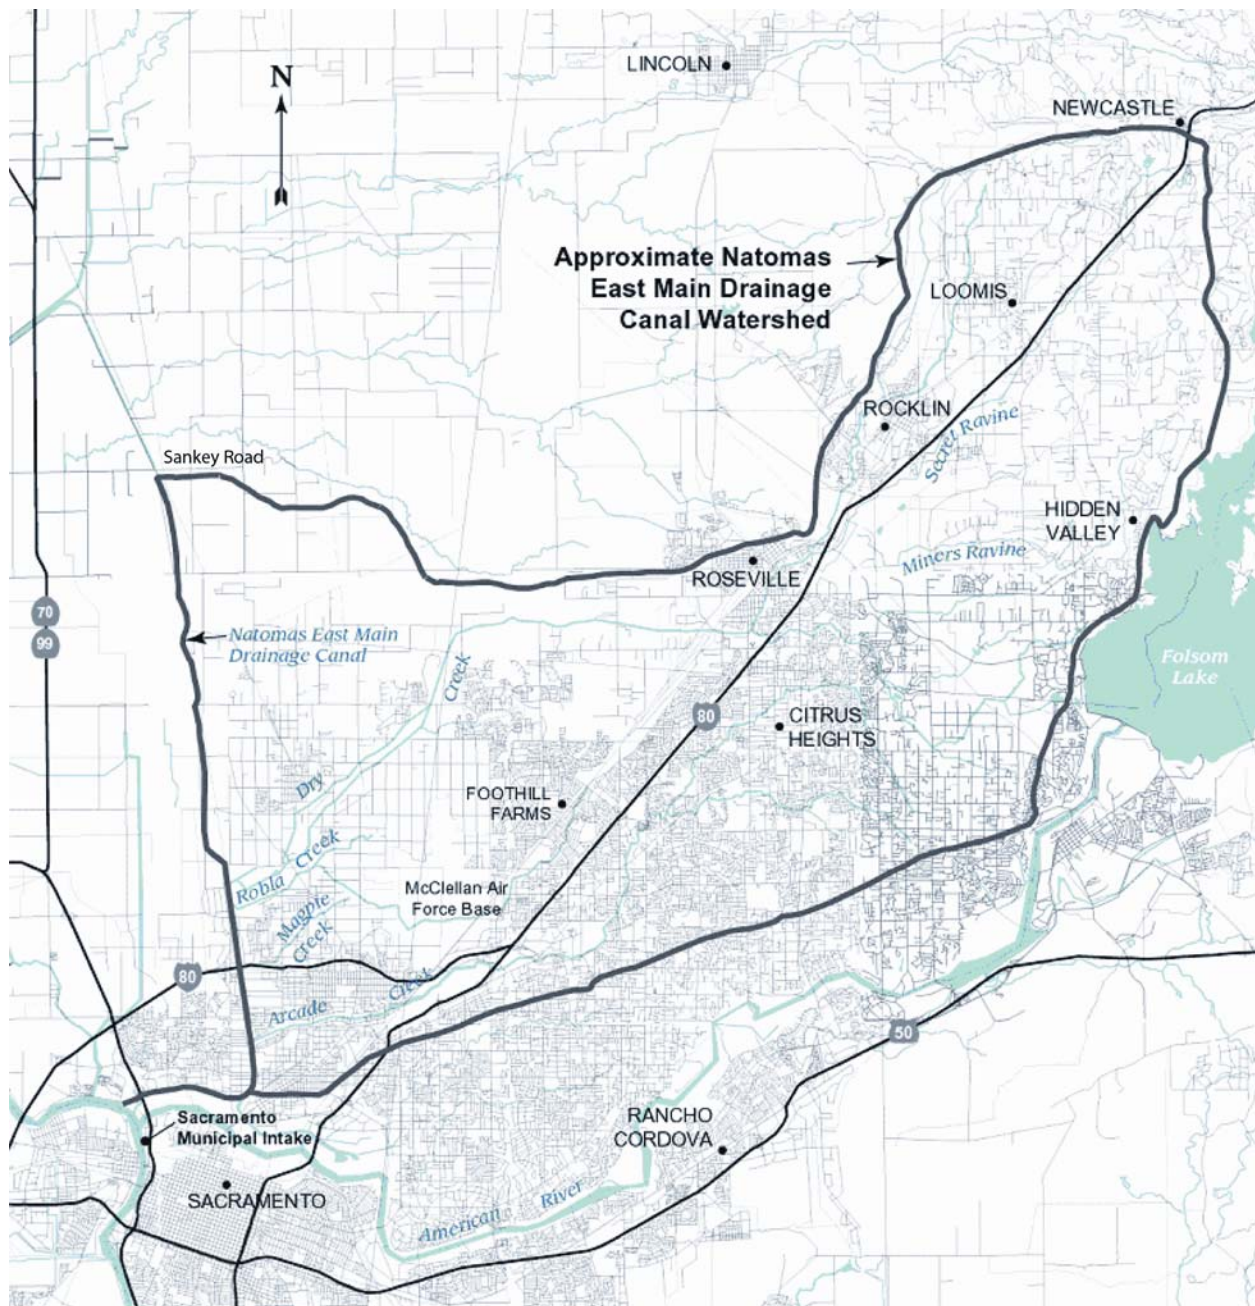 LINCOLN
N
NEWCASTLE
Approximate Natomas
East Main Drainage
Canal Watershed
LOOMIS
ROCKLIN
Secret Ravine
Sankey Road
HIDDEN
VALLEY
Miners Ravine
ROSEVILLE
70
99
Natomas East Main
Drainage Canal
Folsom
Lake
Dry
Creek
80
CITRUS
HEIGHTS
FOOTHILL
FARMS
Robla Creek
McClellan Air
Force Base
Magpie
Creek
80
Arcade
Creek
50
Sacramento
Municipal Intake
RANCHO
CORDOVA
SACRAMENTO
American River